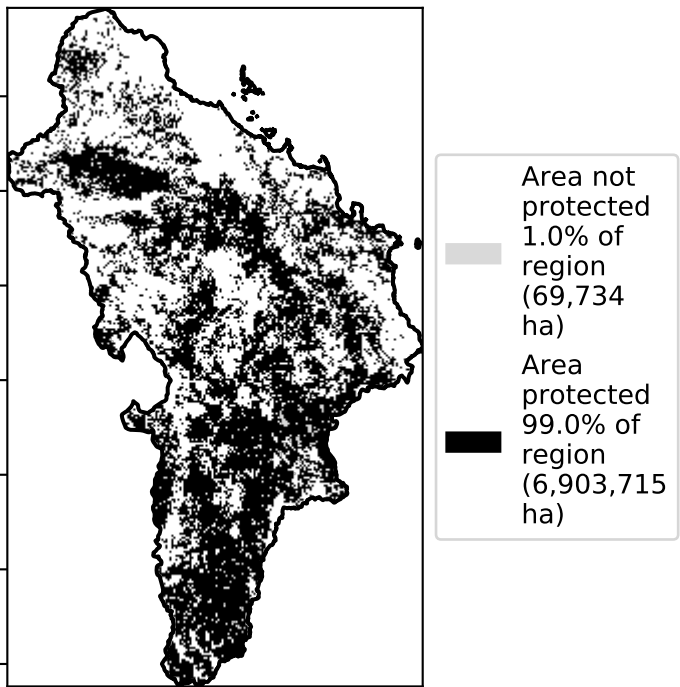 Area not
protected
1.0% of
region
(69,734
ha)
Area
protected
99.0% of
region
(6,903,715
ha)